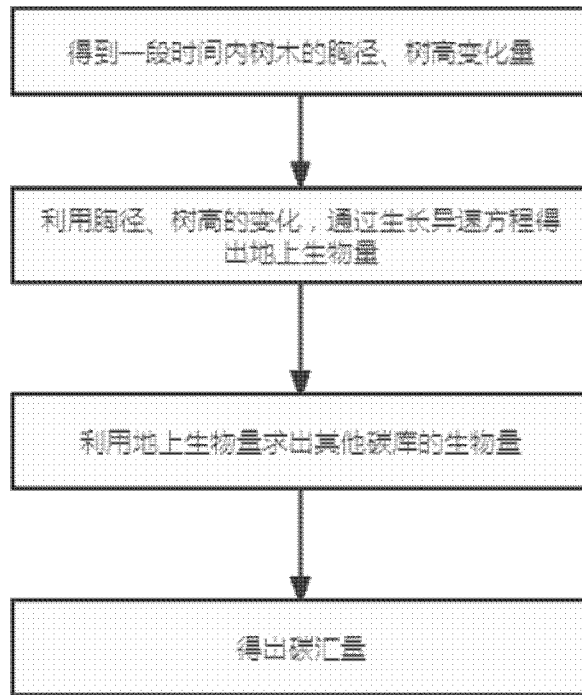 得到一段时间内树木的胸径、树高变化量
利用胸径、树高的变化，通过生长异速方程得
出地上生物量
利用地上生物量求出其他碳库的生物量
得出碳汇量